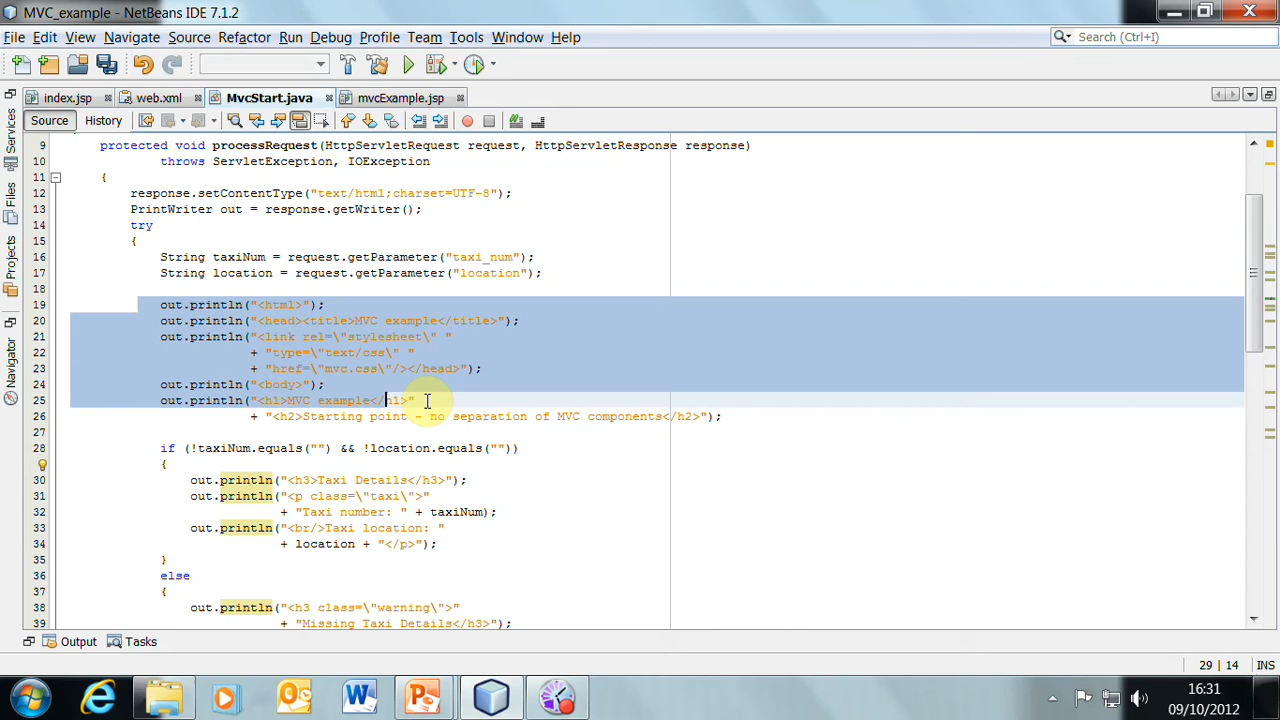 MVC_example - NetBeans IDE 7.1.2
File Edit View Navigate Source Refactor Run Debug Profile Team Tools Window Help
Search (Ctrl+I)
index.jsp web.xml MvcStart.java mvcExample.jsp
Source History
Services
Files
Projects
Navigator
9 protected void processRequest(HttpServletRequest request, HttpServletResponse response)
10 throws ServletException, IOException
11 {
12 response.setContentType("text/html;charset=UTF-8");
13 PrintWriter out = response.getWriter();
14 try
15 {
16 String taxiNum = request.getParameter("taxi_num");
17 String location = request.getParameter("location");
18
19 out.println("<html>");
20 out.println("<head><title>MVC example</title>");
21 out.println("<link rel=\"stylesheet\" "
22 + "type=\"text/css\" "
23 + "href=\"mvc.css\"/></head>");
24 out.println("<body>");
25 out.println("<h1>MVC example</h1>"
26 + "<h2>Starting point - no separation of MVC components</h2>");
27
28 if (!taxiNum.equals("") && !location.equals(""))
{
30 out.println("<h3>Taxi Details</h3>");
31 out.println("<p class=\"taxi\">"
32 + "Taxi number: " + taxiNum);
33 out.println("<br/>Taxi location: "
34 + location + "</p>");
35 }
36 else
37 {
38 out.println("<h3 class=\"warning\">"
39 + "Missing Taxi Details</h3>");
Output Tasks
29 | 14 INS
16:31
09/10/2012